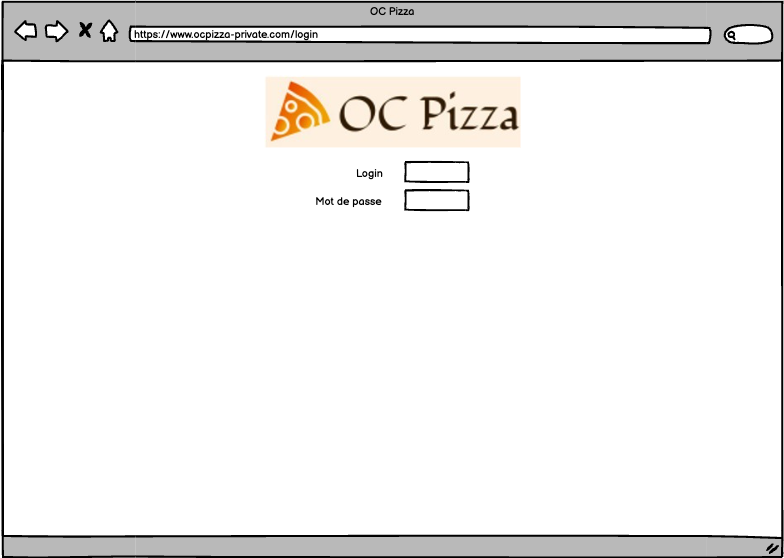 OC Pizza
https://www.ocpizza-private.com/login
OC Pizza
Login
Mot de passe